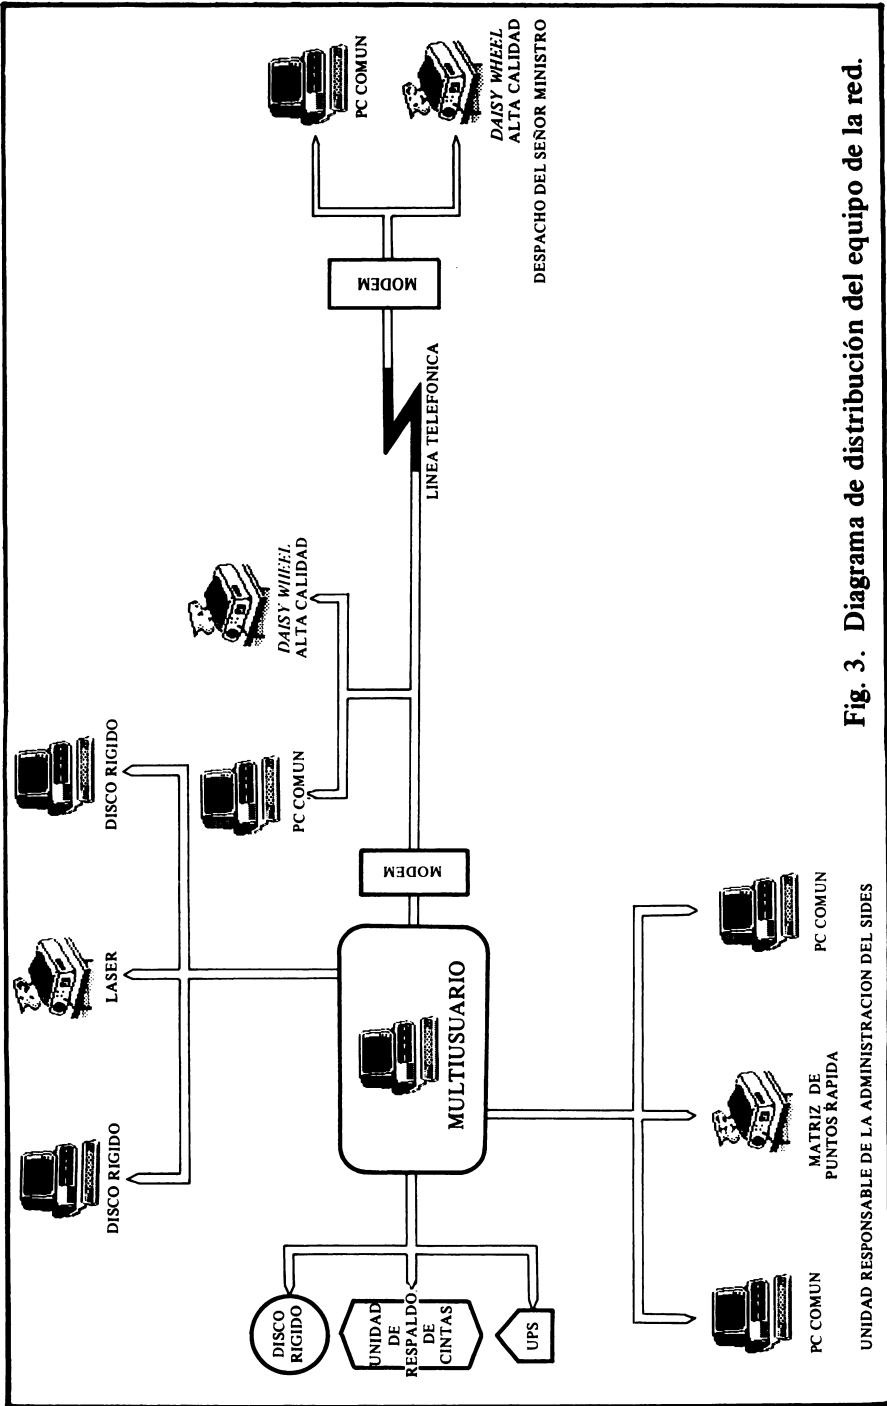 DISCO RIGIDO
LASER
DISCO RIGIDO
PC COMUN
DAISY WHEEL
ALTA CALIDAD
PC COMUN
DAISY WHEEL
ALTA CALIDAD
DESPACHO DEL SEÑOR MINISTRO
DISCO
RIGIDO
UNIDAD
DE
RESPALDO
DE
CINTAS
UPS
MULTIUSUARIO
MODEM
LINEA TELEFONICA
MODEM
PC COMUN
MATRIZ DE
PUNTOS RAPIDA
PC COMUN
UNIDAD RESPONSABLE DE LA ADMINISTRACION DEL SIDES
Fig. 3. Diagrama de distribución del equipo de la red.